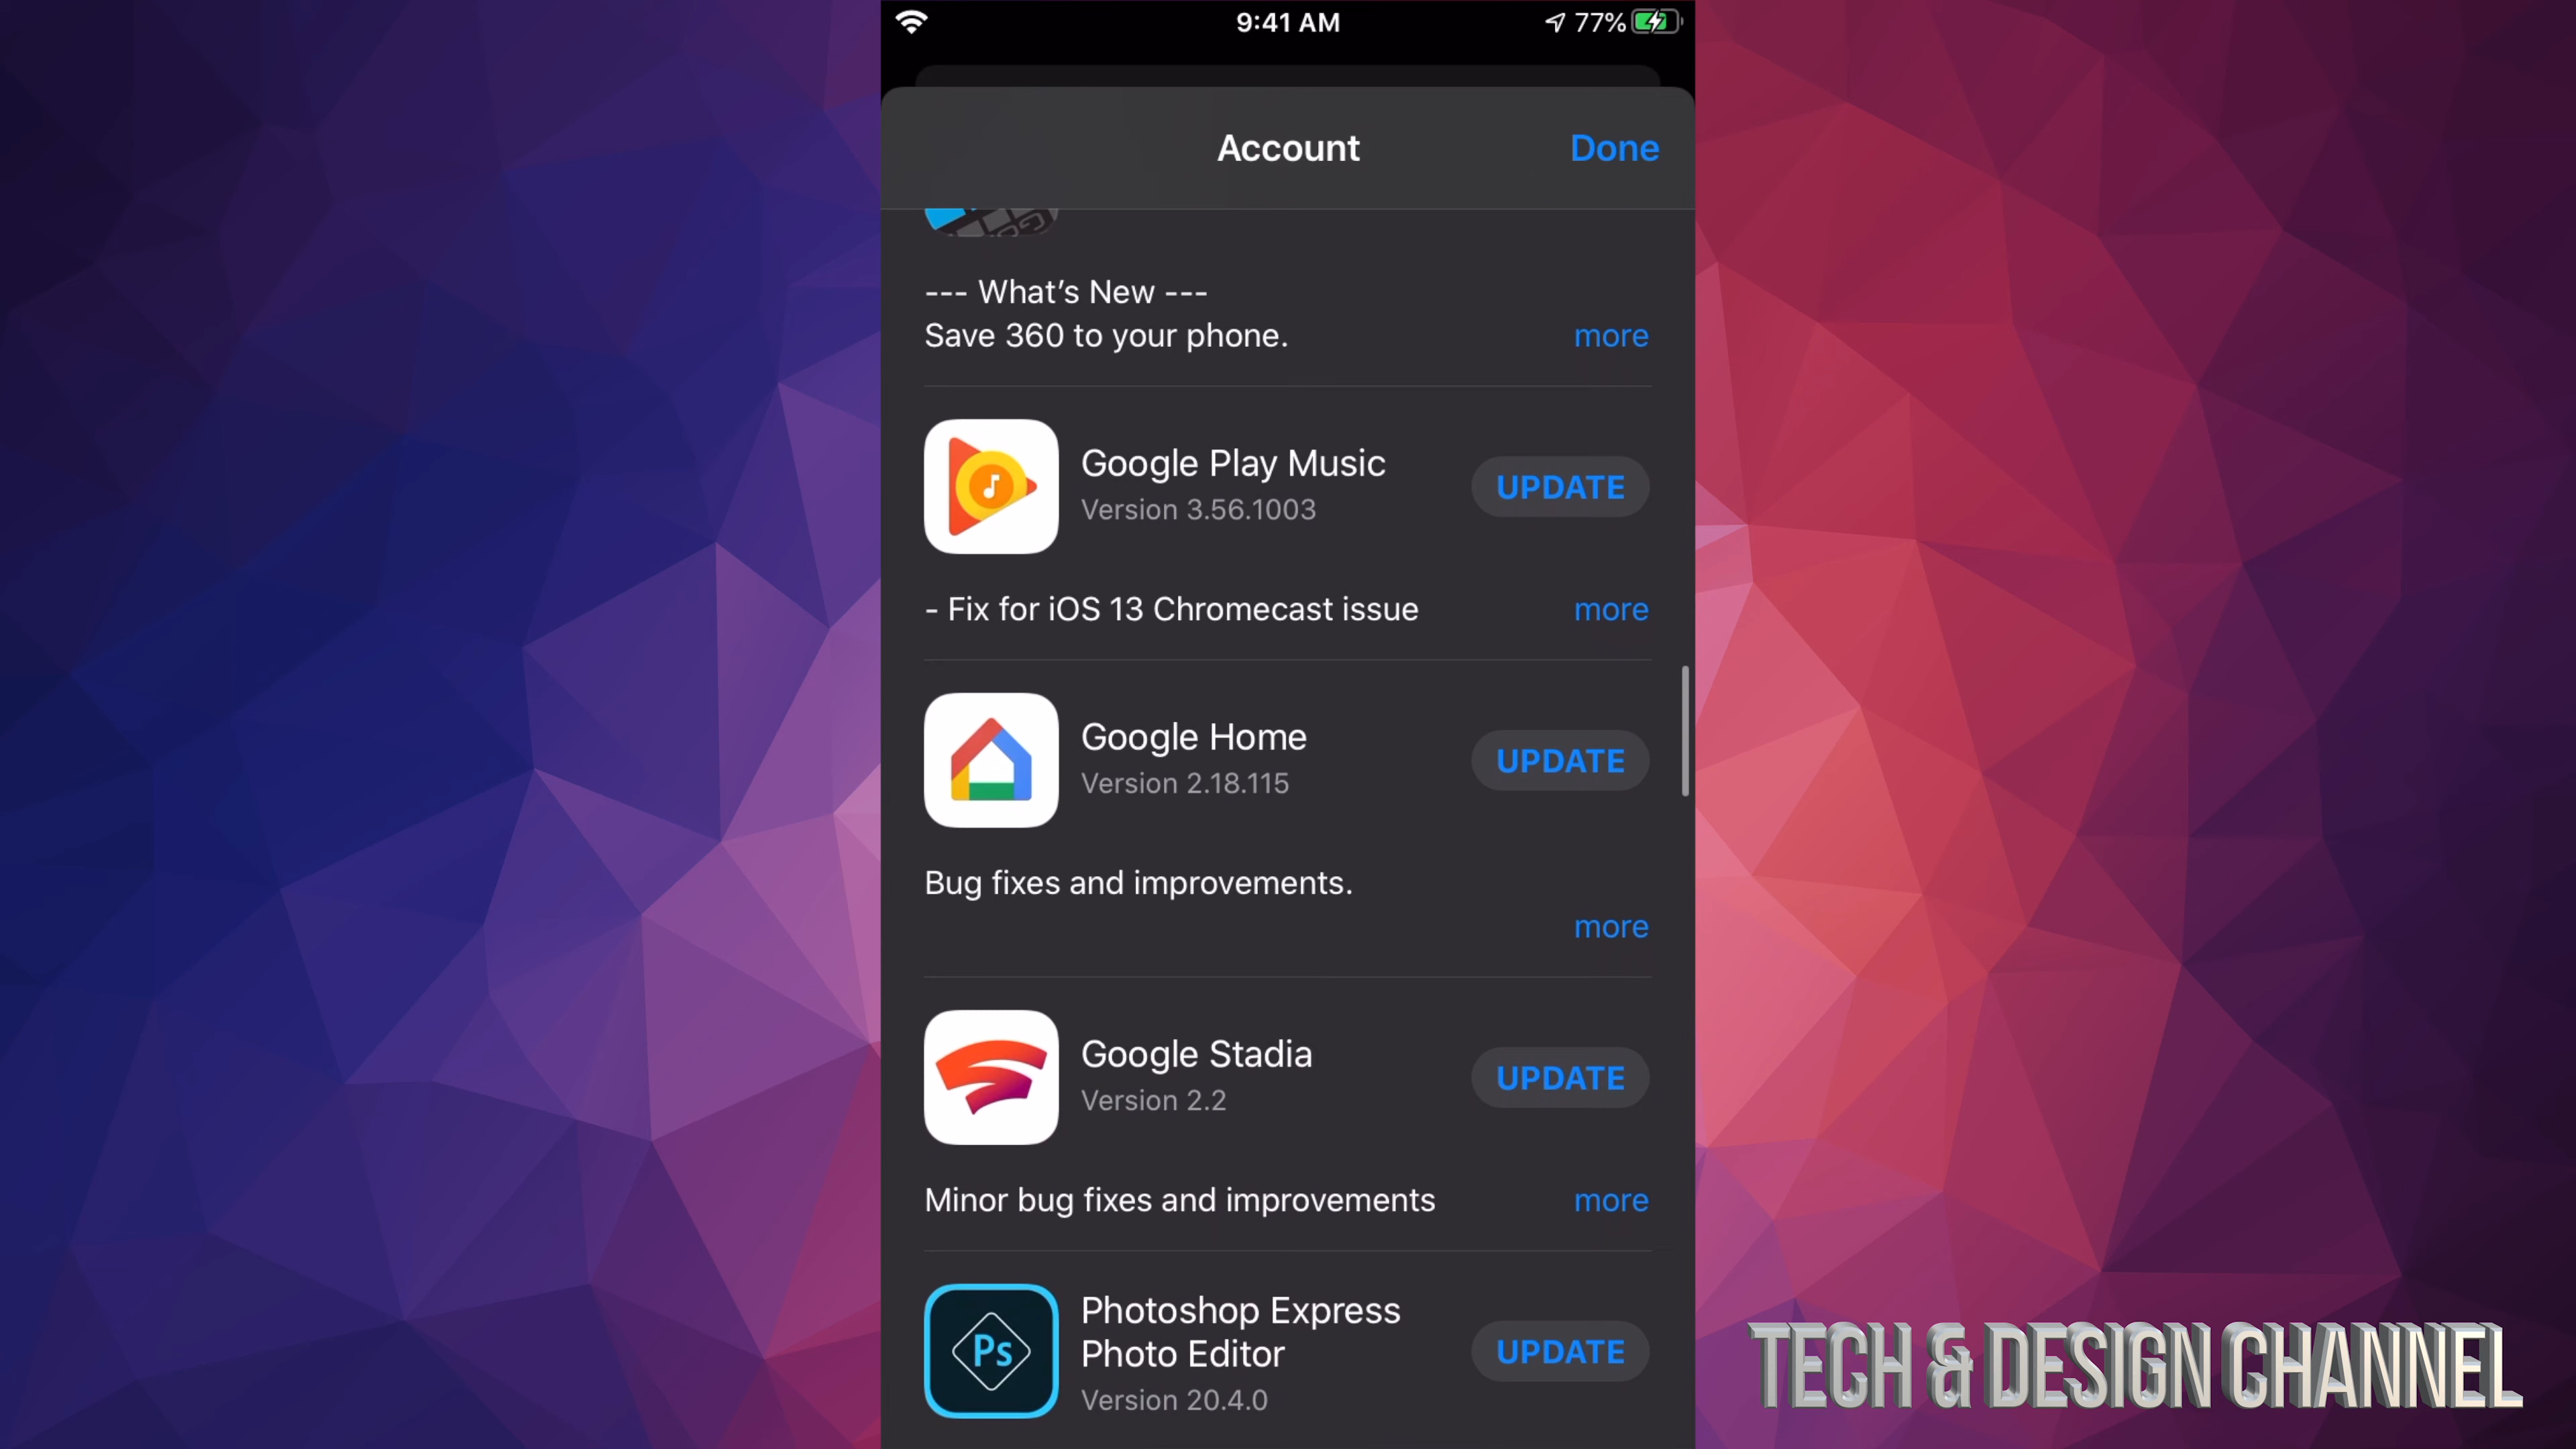 9:41 AM
77%
Account
Done
--- What’s New ---
Save 360 to your phone.
more
Google Play Music
Version 3.56.1003
UPDATE
- Fix for iOS 13 Chromecast issue
more
Google Home
Version 2.18.115
UPDATE
Bug fixes and improvements.
more
Google Stadia
Version 2.2
UPDATE
Minor bug fixes and improvements
more
Ps
Photoshop Express
Photo Editor
Version 20.4.0
UPDATE
TECH & DESIGN CHANNEL